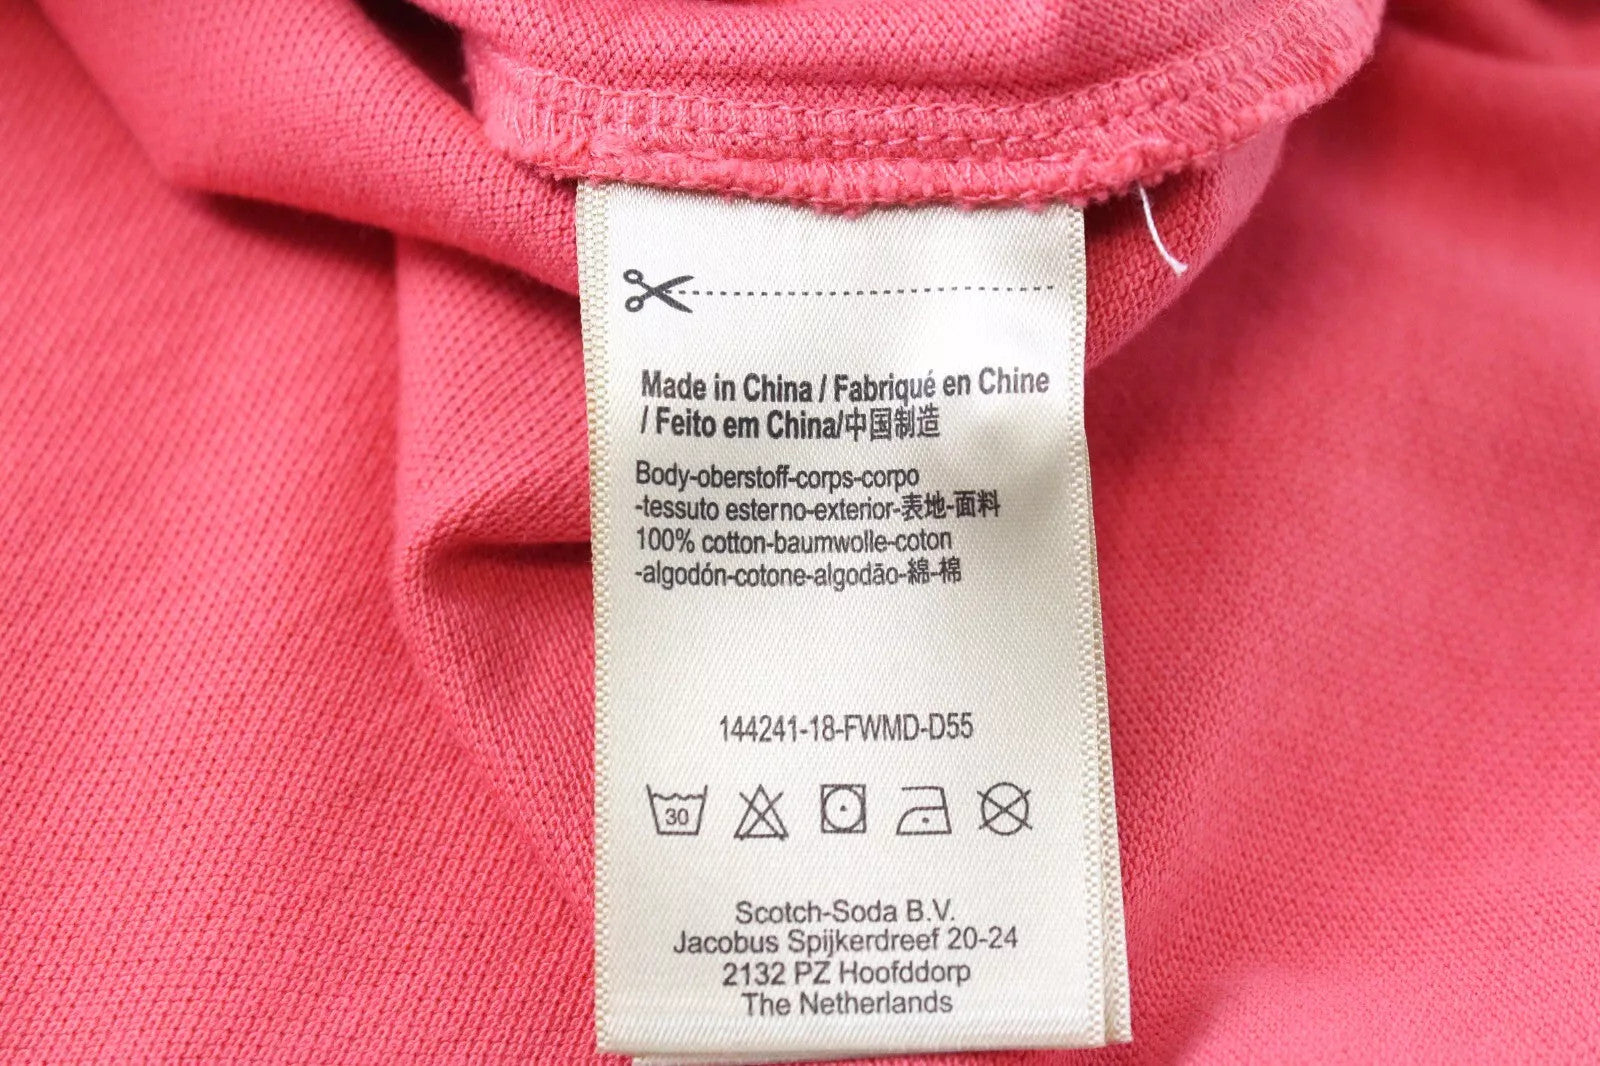 Made in China / Fabriqué en Chine
/ Feito em China/中国制造
Body-oberstoff-corps-corpo
-tessuto esterno-exterior-表地-面料
100% cotton-baumwolle-coton
-algodón-cotone-algodão-綿-棉
144241-18-FWMD-D55
30
Scotch-Soda B.V.
Jacobus Spijkerdreef 20-24
2132 PZ Hoofddorp
The Netherlands